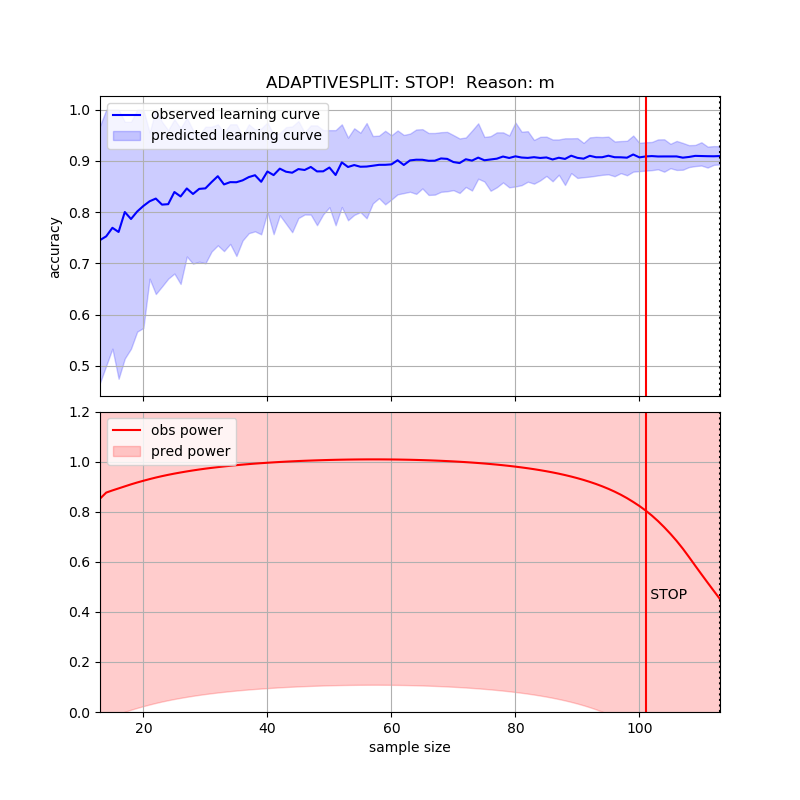 ADAPTIVESPLIT: STOP!  Reason: m
observed learning curve
predicted learning curve
1.0
0.9
0.8
0.7
0.6
0.5
accuracy
obs power
pred power
1.2
1.0
0.8
0.6
0.4
0.2
0.0
STOP
20 40 60 80 100
sample size